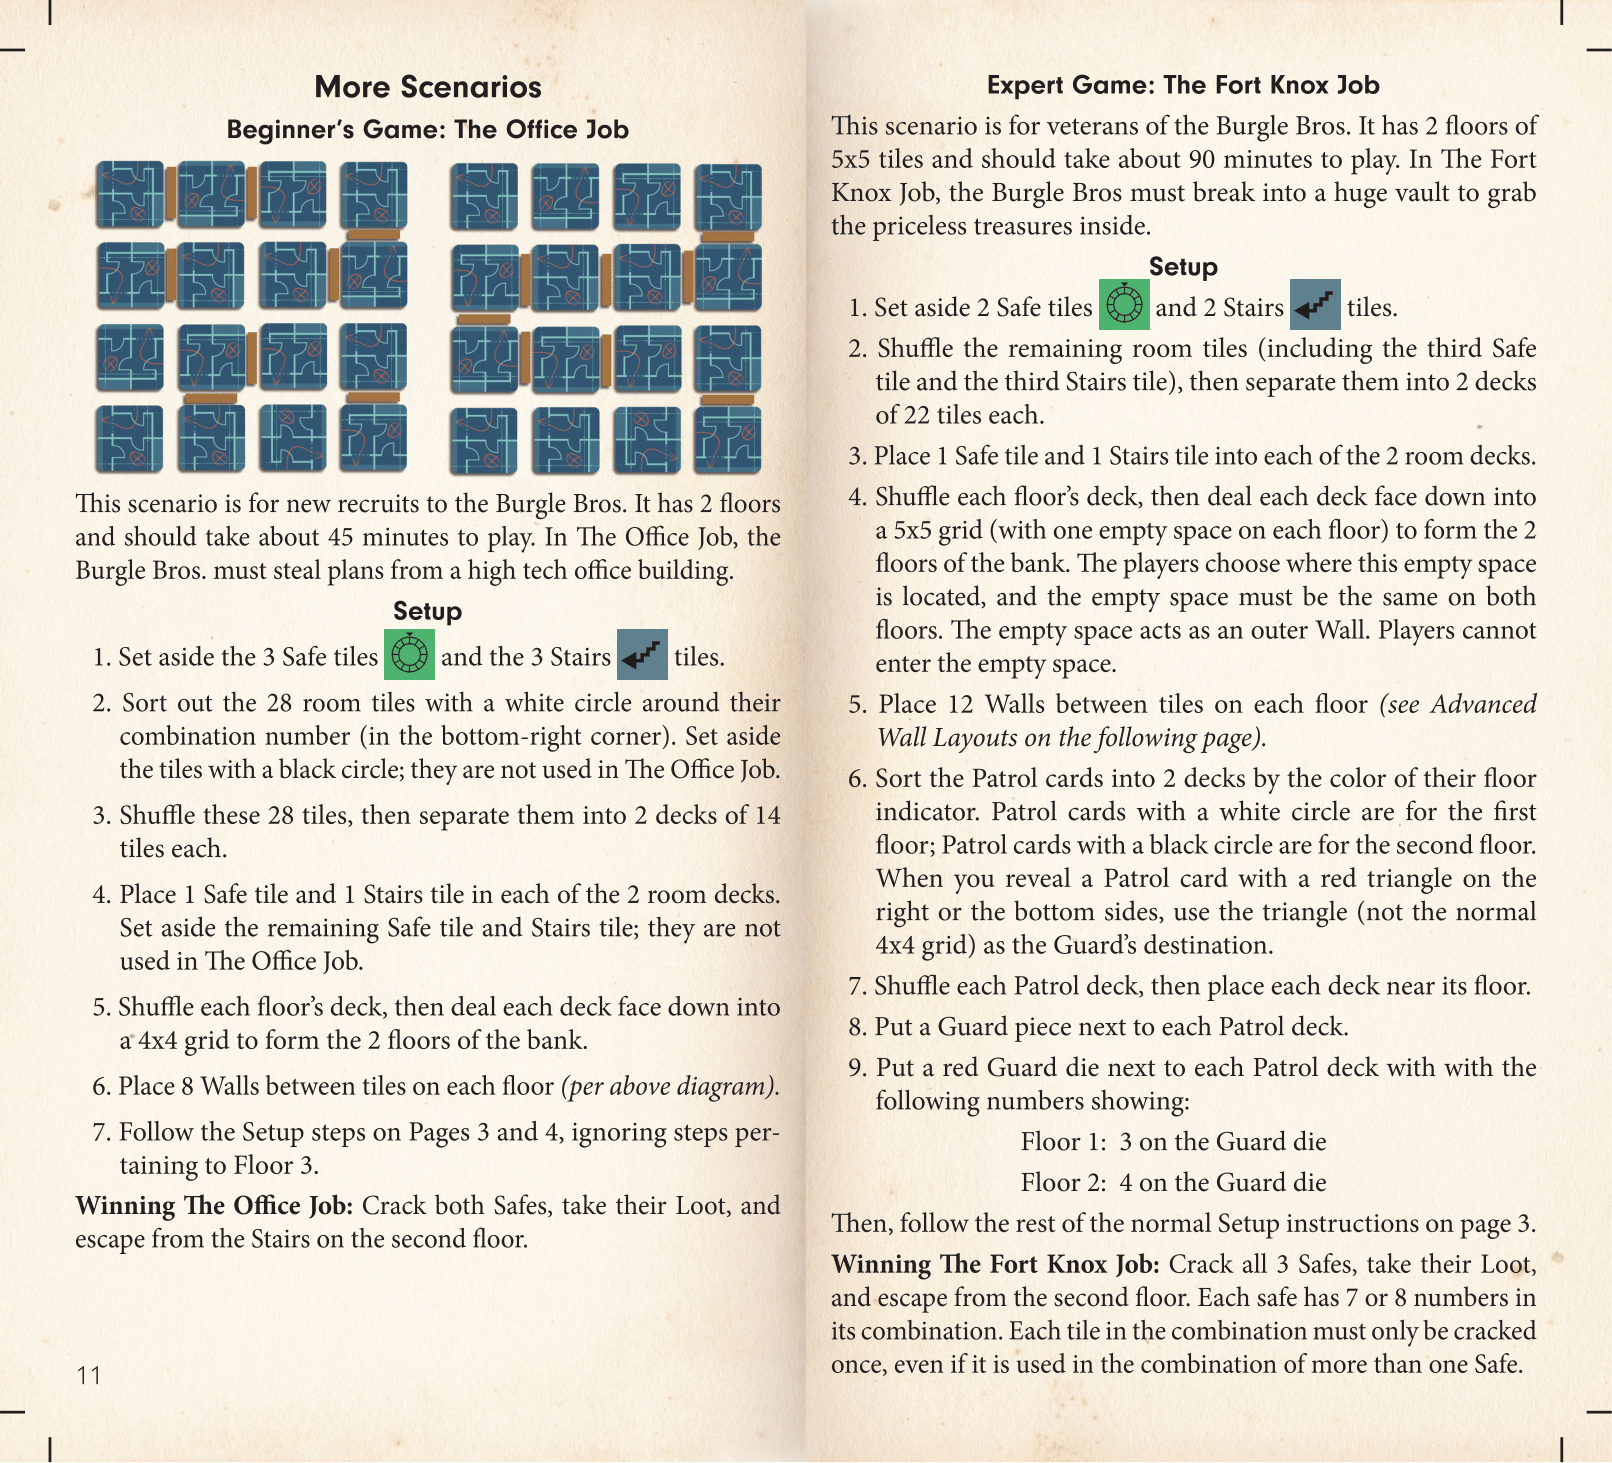 More Scenarios
Beginner's Game: The Office Job
This scenario is for new recruits to the Burgle Bros. It has 2 floors
and should take about 45 minutes to play. In The Office Job, the
Burgle Bros. must steal plans from a high tech office building.
Setup
1. Set aside the 3 Safe tiles and the 3 Stairs tiles.
2. Sort out the 28 room tiles with a white circle around their
combination number (in the bottom-right corner). Set aside
the tiles with a black circle; they are not used in The Office Job.
3. Shuffle these 28 tiles, then separate them into 2 decks of 14
tiles each.
4. Place 1 Safe tile and 1 Stairs tile in each of the 2 room decks.
Set aside the remaining Safe tile and Stairs tile; they are not
used in The Office Job.
5. Shuffle each floor's deck, then deal each deck face down into
a 4x4 grid to form the 2 floors of the bank.
6. Place 8 Walls between tiles on each floor (per above diagram).
7. Follow the Setup steps on Pages 3 and 4, ignoring steps per-
taining to Floor 3.
Winning The Office Job: Crack both Safes, take their Loot, and
escape from the Stairs on the second floor.
11
Expert Game: The Fort Knox Job
This scenario is for veterans of the Burgle Bros. It has 2 floors of
5x5 tiles and should take about 90 minutes to play. In The Fort
Knox Job, the Burgle Bros must break into a huge vault to grab
the priceless treasures inside.
Setup
1. Set aside 2 Safe tiles and 2 Stairs tiles.
2. Shuffle the remaining room tiles (including the third Safe
tile and the third Stairs tile), then separate them into 2 decks
of 22 tiles each.
3. Place 1 Safe tile and 1 Stairs tile into each of the 2 room decks.
4. Shuffle each floor's deck, then deal each deck face down into
a 5x5 grid (with one empty space on each floor) to form the 2
floors of the bank. The players choose where this empty space
is located, and the empty space must be the same on both
floors. The empty space acts as an outer Wall. Players cannot
enter the empty space.
5. Place 12 Walls between tiles on each floor (see Advanced
Wall Layouts on the following page).
6. Sort the Patrol cards into 2 decks by the color of their floor
indicator. Patrol cards with a white circle are for the first
floor; Patrol cards with a black circle are for the second floor.
When you reveal a Patrol card with a red triangle on the
right or the bottom sides, use the triangle (not the normal
4x4 grid) as the Guard's destination.
7. Shuffle each Patrol deck, then place each deck near its floor.
8. Put a Guard piece next to each Patrol deck.
9. Put a red Guard die next to each Patrol deck with with the
following numbers showing:
Floor 1: 3 on the Guard die
Floor 2: 4 on the Guard die
Then, follow the rest of the normal Setup instructions on page 3.
Winning The Fort Knox Job: Crack all 3 Safes, take their Loot,
and escape from the second floor. Each safe has 7 or 8 numbers in
its combination. Each tile in the combination must only be cracked
once, even if it is used in the combination of more than one Safe.